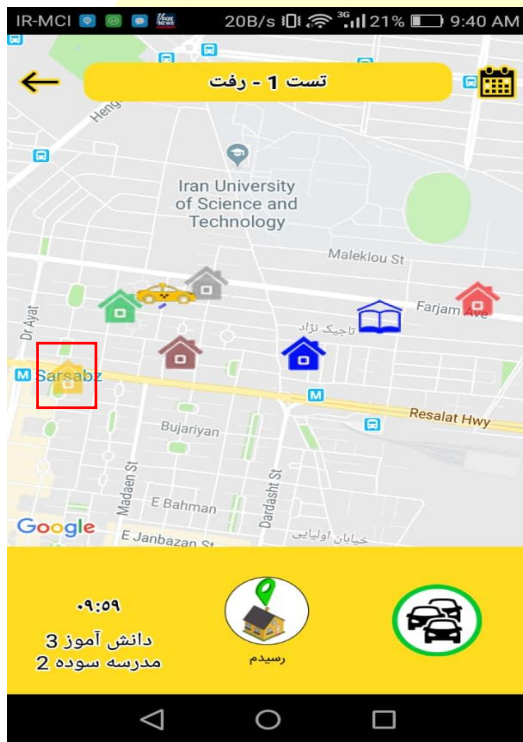 IR-MCI 20B/s 3G 21% 9:40 AM
تست 1 - رفت
Iran University
of Science and
Technology
Maleklou St
Farjam Ave
تاجیک نژاد
Dr Ayat
M Sarsabz
M
Resalat Hwy
Bujariyan
Madaen St
E Bahman
Dardasht St
Google
E Janbazan St
خیابان اولیایی
۰۹:۵۹
دانش آموز 3
مدرسه سوده 2
رسیدم